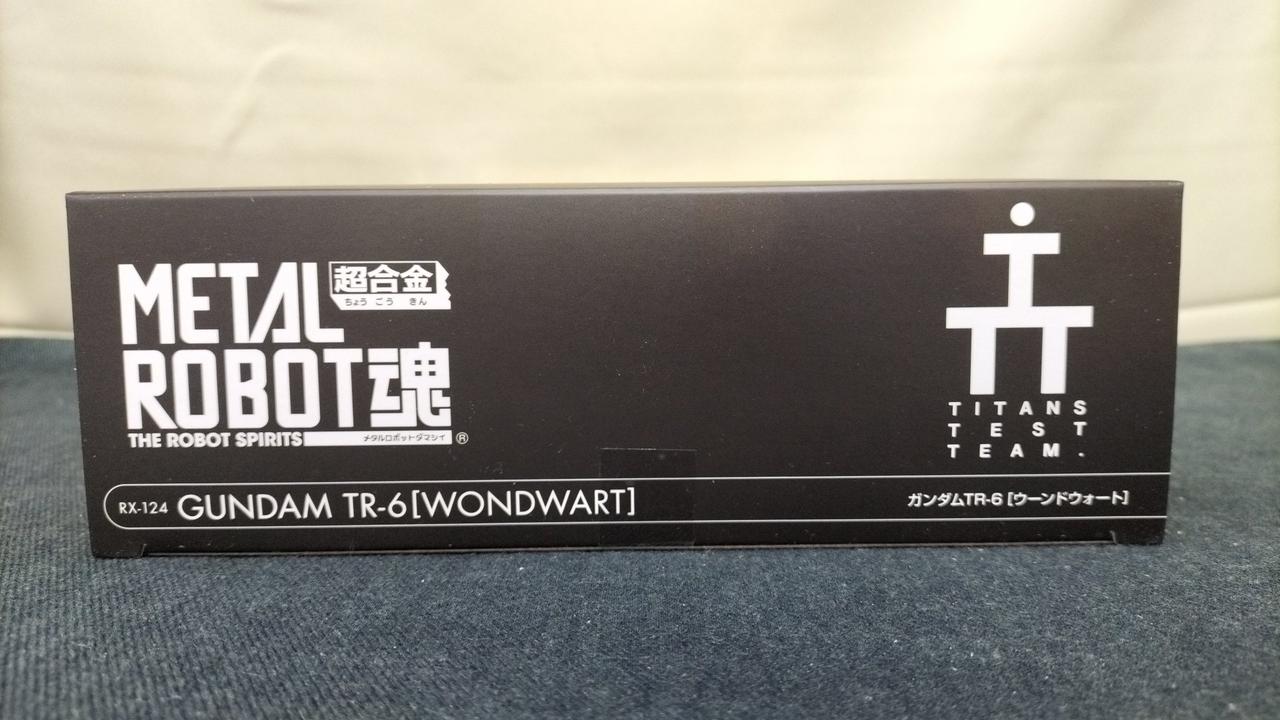 METAL 超合金
ちょうごうきん
ROBOT魂
THE ROBOT SPIRITS メタルロボットダマシイ ®
TITANS
TEST
TEAM.
RX-124 GUNDAM TR-6[WONDWART]
ガンダムTR-6 [ウーンドウォート]